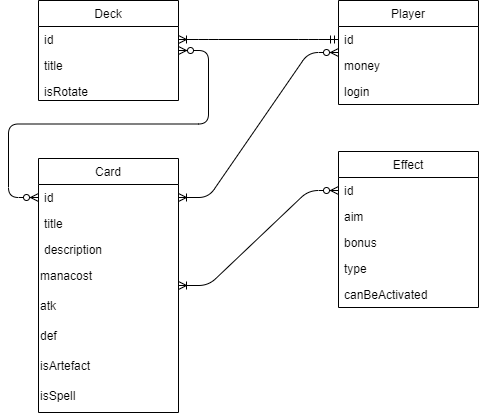 Deck
id
title
isRotate
Player
id
money
login
Card
id
title
description
manacost
atk
def
isArtefact
isSpell
Effect
id
aim
bonus
type
canBeActivated